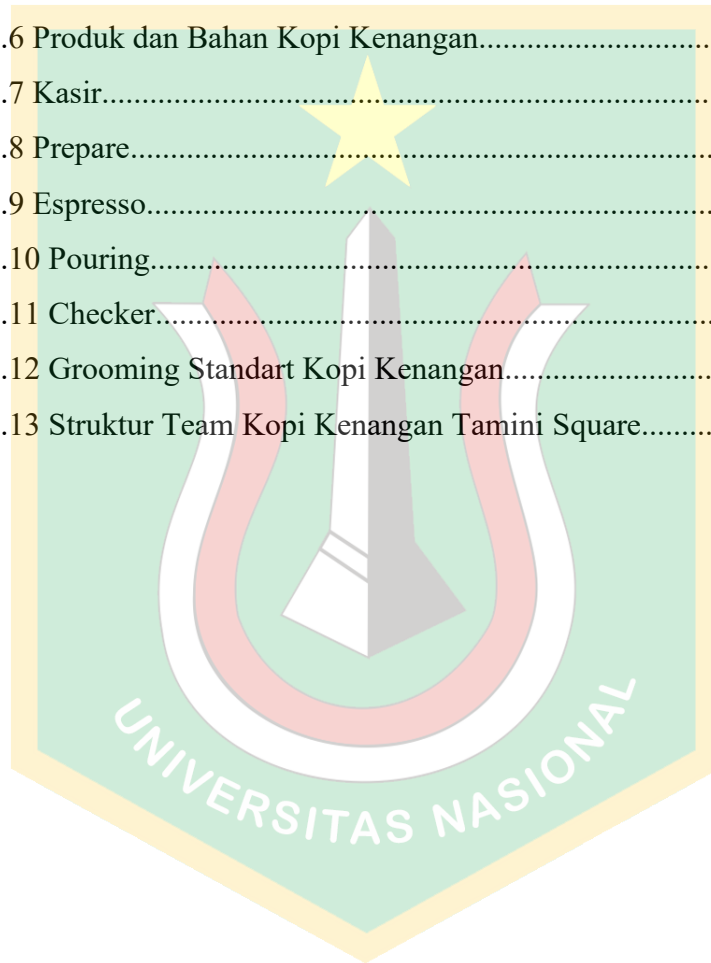 .6 Produk dan Bahan Kopi Kenangan..............................
.7 Kasir...........................................................................
.8 Prepare........................................................................
.9 Espresso......................................................................
.10 Pouring.....................................................................
.11 Checker.....................................................................
.12 Grooming Standart Kopi Kenangan..........................
.13 Struktur Team Kopi Kenangan Tamini Square.........
UNIVERSITAS NASIONAL